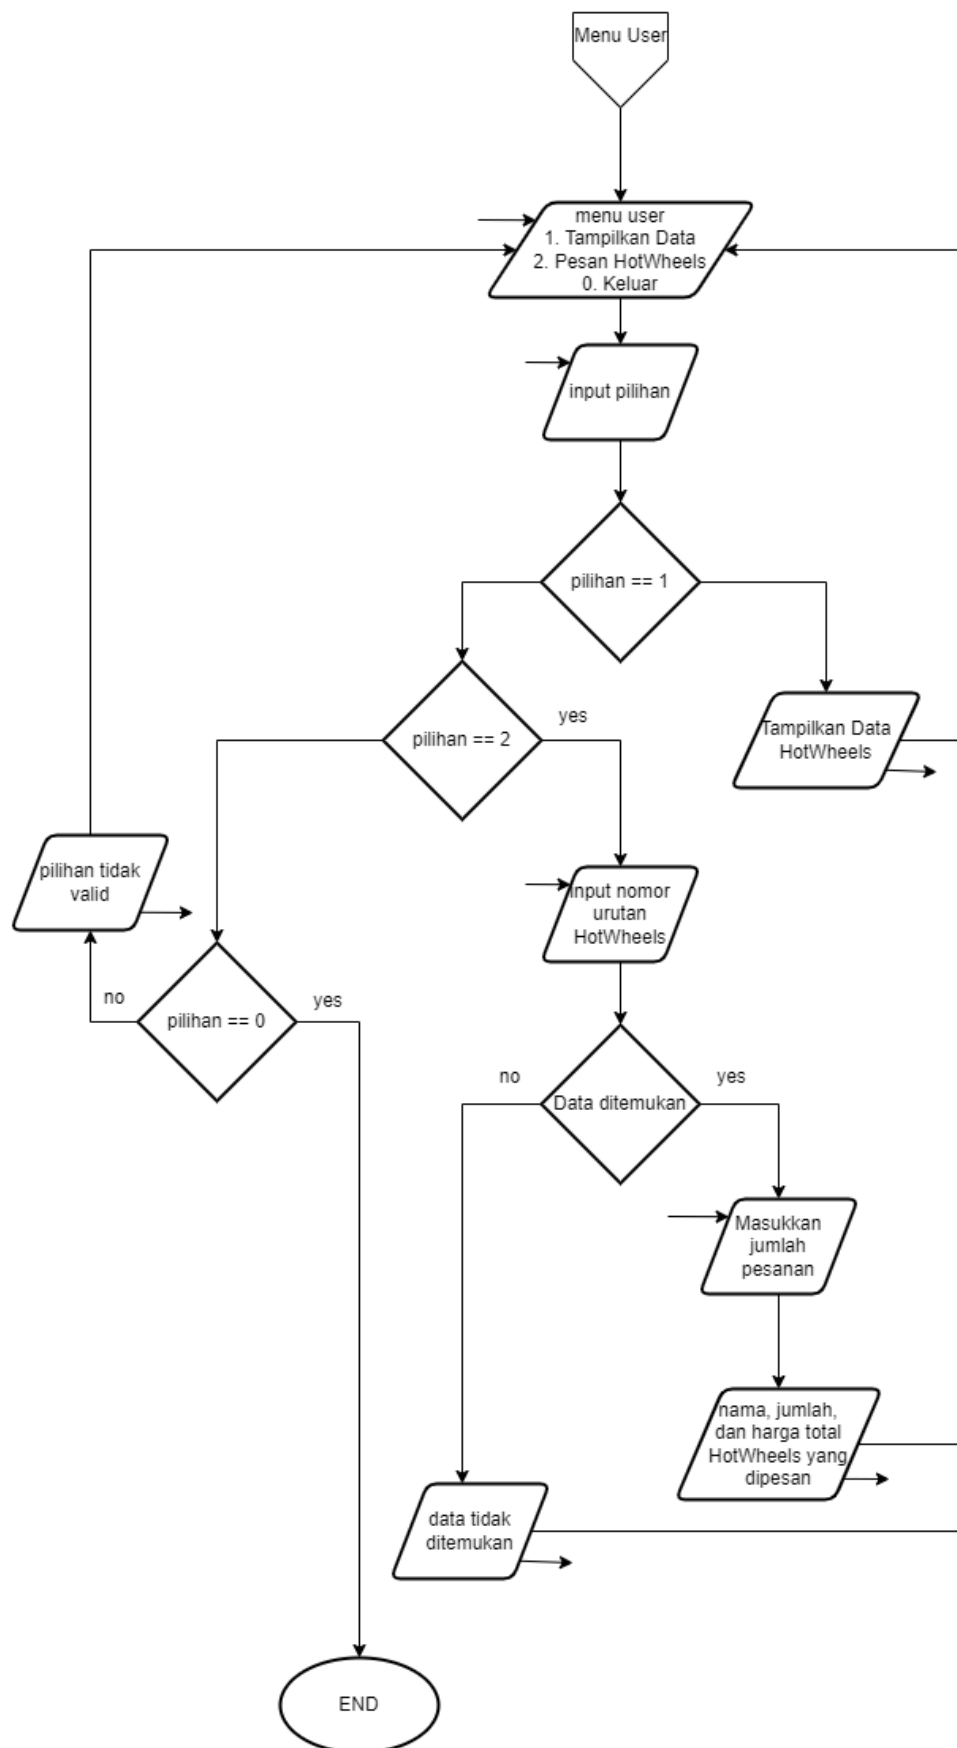 Menu User
menu user
1. Tampilkan Data
2. Pesan HotWheels
0. Keluar
input pilihan
pilihan == 1
pilihan == 2
yes
Tampilkan Data
HotWheels
pilihan tidak
valid
Input nomor
urutan
HotWheels
no
yes
pilihan == 0
no
yes
Data ditemukan
Masukkan
jumlah
pesanan
nama, jumlah,
dan harga total
HotWheels yang
dipesan
data tidak
ditemukan
END